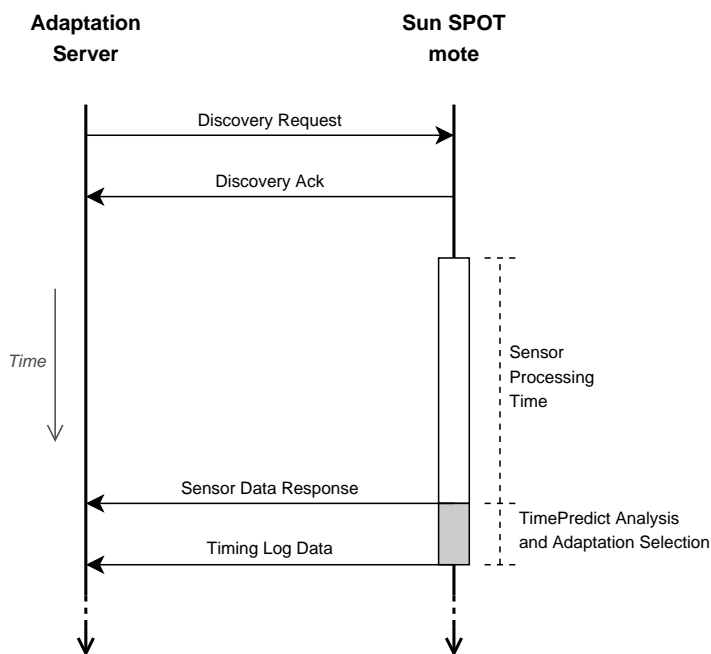 Adaptation
Server
Sun SPOT
mote
Discovery Request
Discovery Ack
Time
Sensor
Processing
Time
Sensor Data Response
TimePredict Analysis
and Adaptation Selection
Timing Log Data